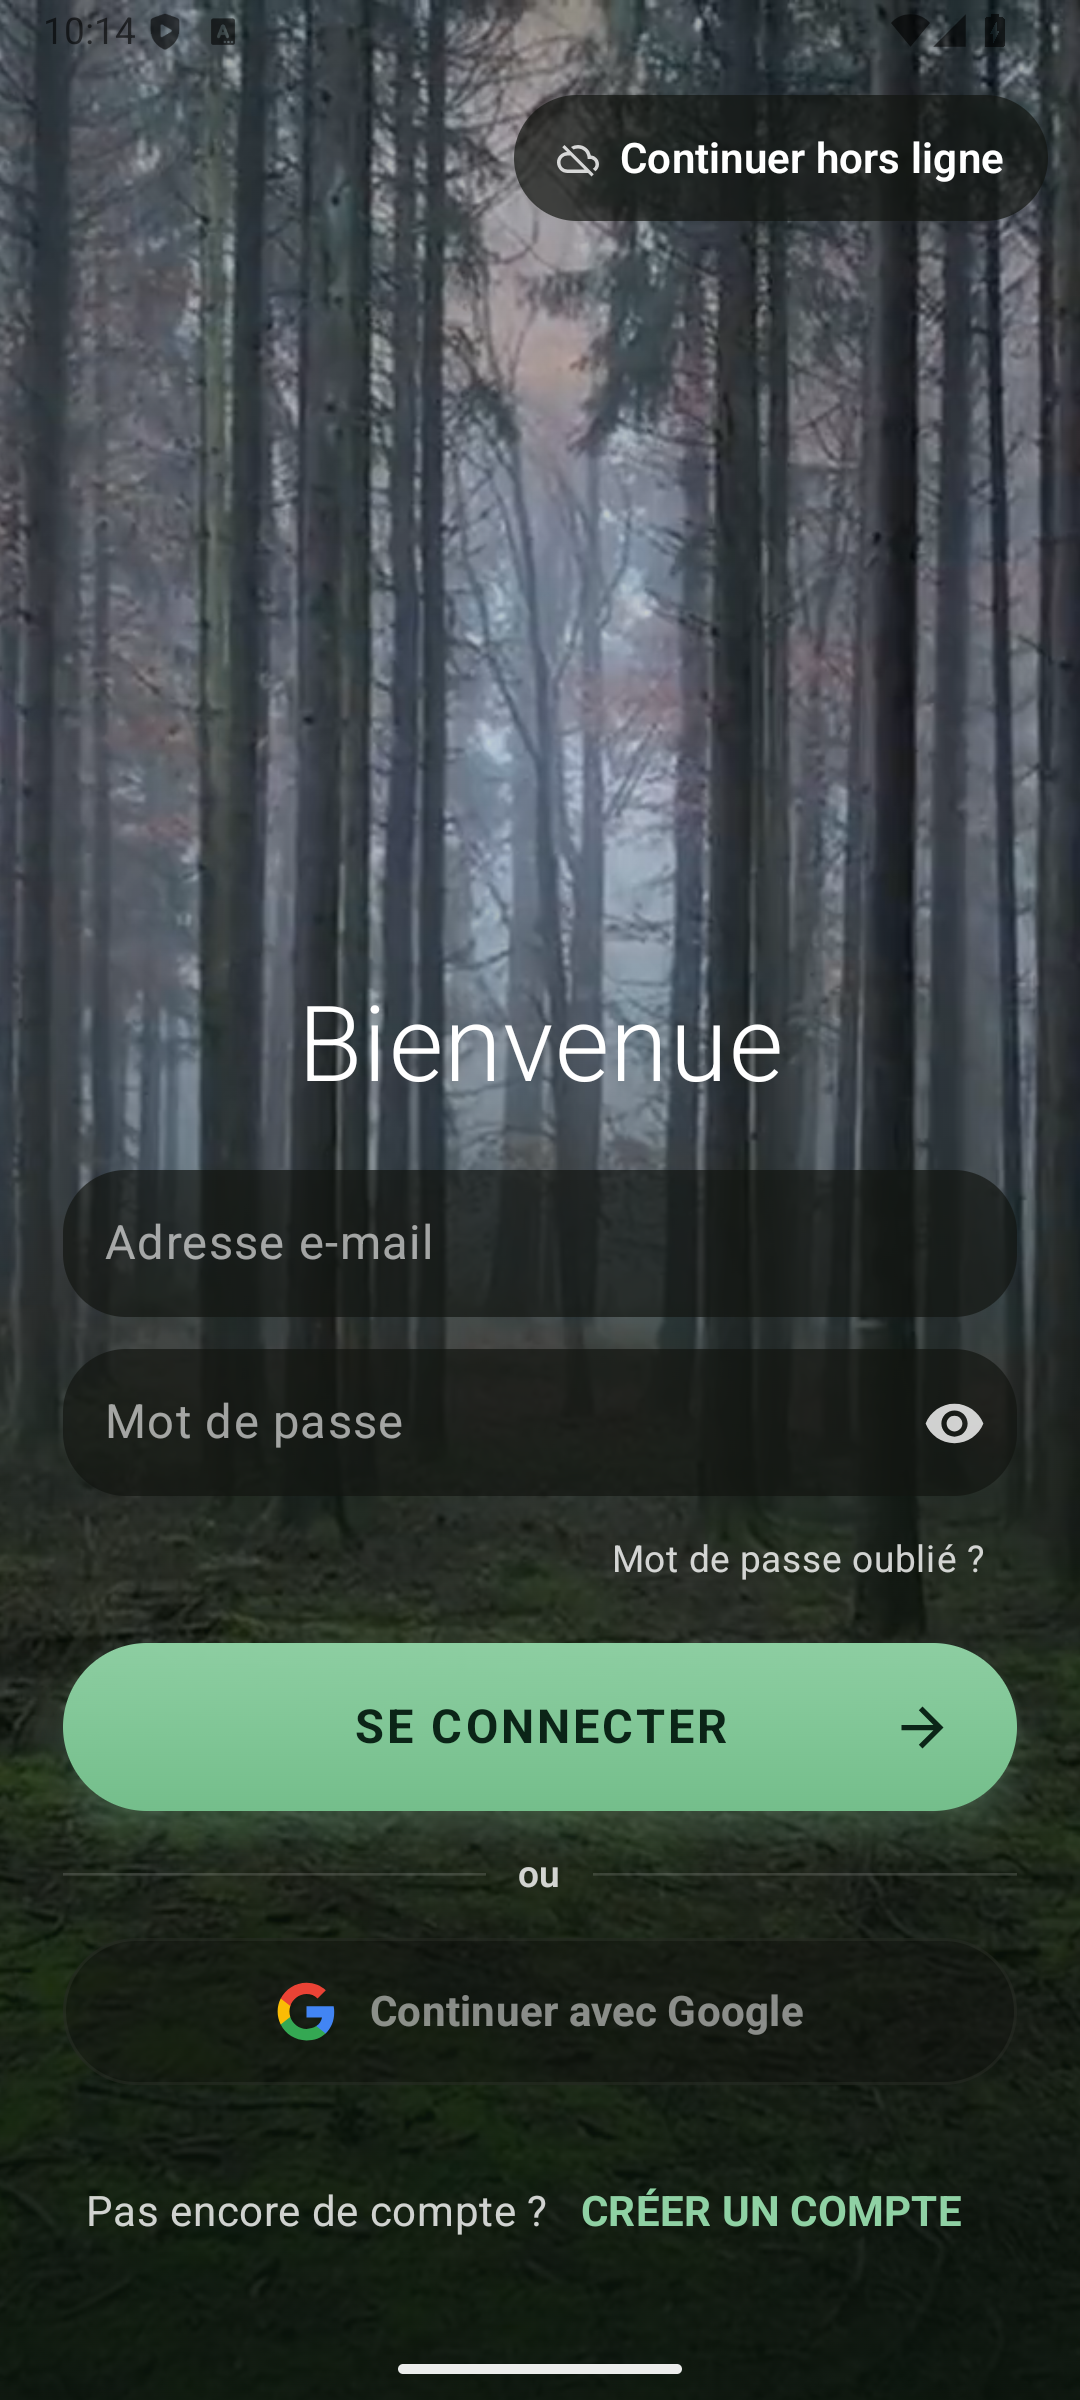 10:14
Continuer hors ligne
Bienvenue
Adresse e-mail
Mot de passe
Mot de passe oublié ?
SE CONNECTER
ou
Continuer avec Google
Pas encore de compte ? CRÉER UN COMPTE